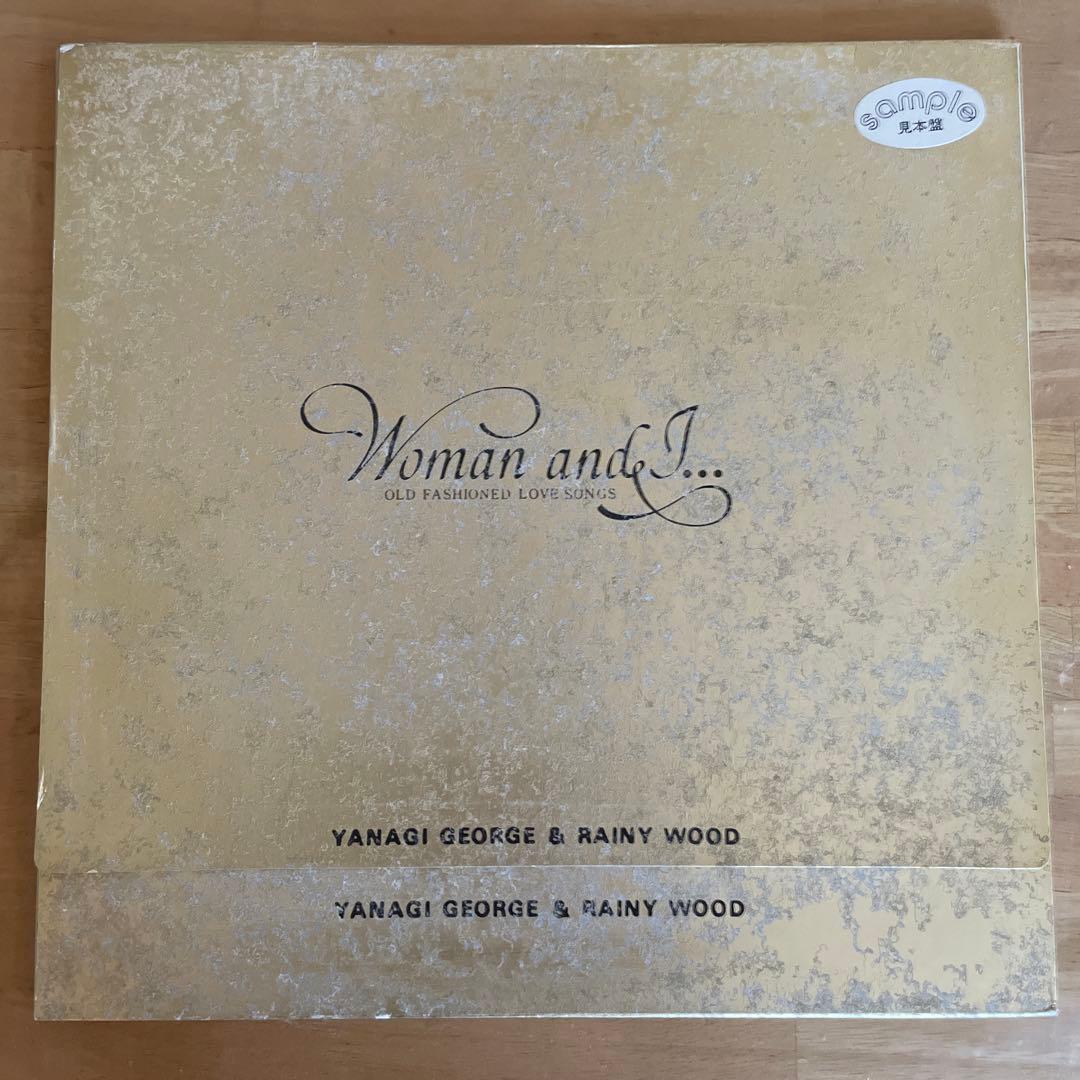 sample
見本盤
Woman and I...
OLD FASHIONED LOVE SONGS
YANAGI GEORGE & RAINY WOOD
YANAGI GEORGE & RAINY WOOD